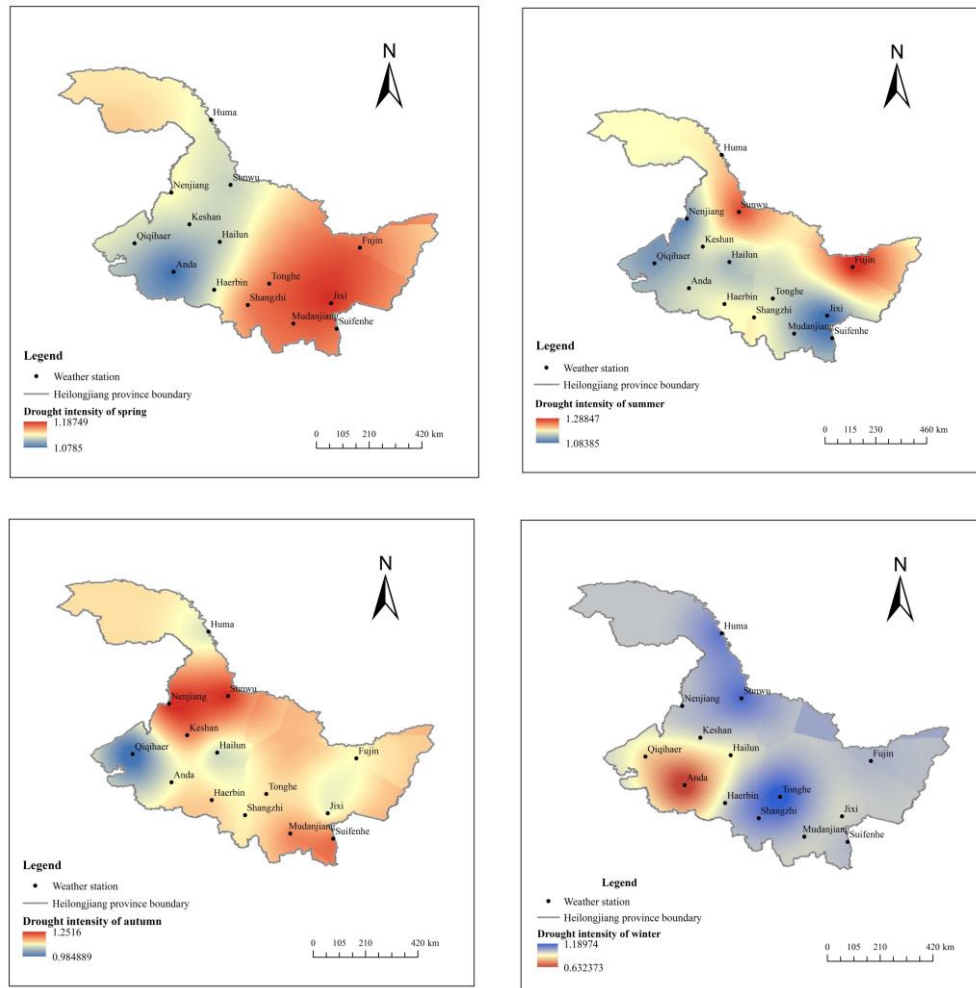 N
Huma
Nenjiang
Sunwu
Keshan
Qiqihaer
Hailun
Fujin
Anda
Haerbin
Tonghe
Shangzhi
Jixi
Mudanjiang
Suifenhe
Legend
Weather station
Heilongjiang province boundary
Drought intensity of spring
1.18749
1.0785
0 105 210 420 km
N
Huma
Sunwu
Nenjiang
Keshan
Qiqihaer
Hailun
Fujin
Anda
Haerbin
Tonghe
Shangzhi
Jixi
Mudanjiang
Suifenhe
Legend
Weather station
Heilongjiang province boundary
Drought intensity of summer
1.28847
1.08385
0 115 230 460 km
N
Huma
Nenjiang
Sunwu
Keshan
Qiqihaer
Hailun
Fujin
Anda
Haerbin
Tonghe
Shangzhi
Jixi
Mudanjiang
Suifenhe
Legend
Weather station
Heilongjiang province boundary
Drought intensity of autumn
1.2516
0.984889
0 105 210 420 km
N
Huma
Sunwu
Nenjiang
Keshan
Qiqihaer
Hailun
Fujin
Anda
Haerbin
Tonghe
Shangzhi
Jixi
Mudanjiang
Suifenhe
Legend
Weather station
Heilongjiang province boundary
Drought intensity of winter
1.18974
0.632373
0 105 210 420 km